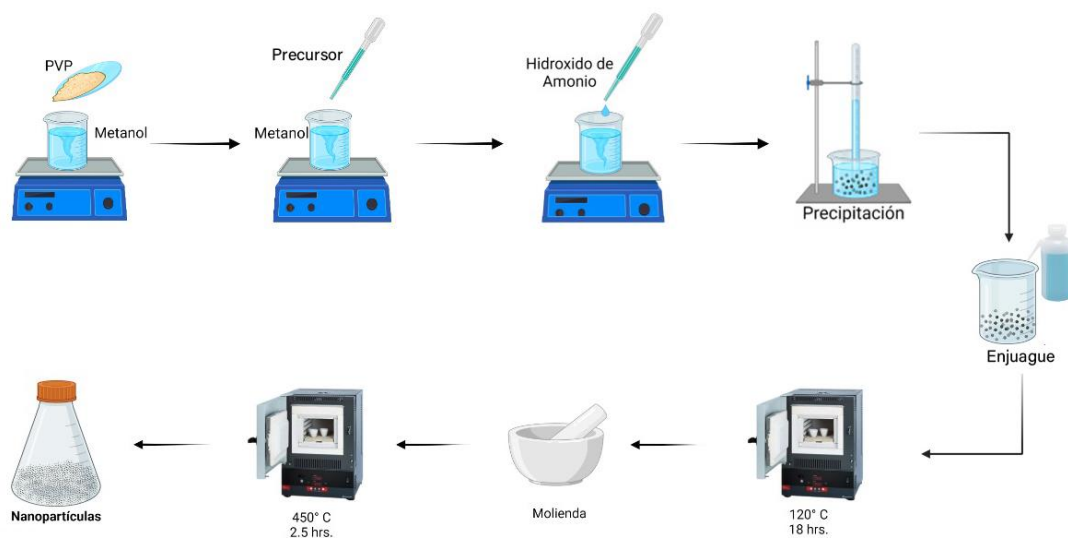 PVP
Metanol
Precursor
Metanol
Hidroxido de
Amonio
Precipitación
Enjuague
120° C
18 hrs.
Molienda
450° C
2.5 hrs.
Nanopartículas